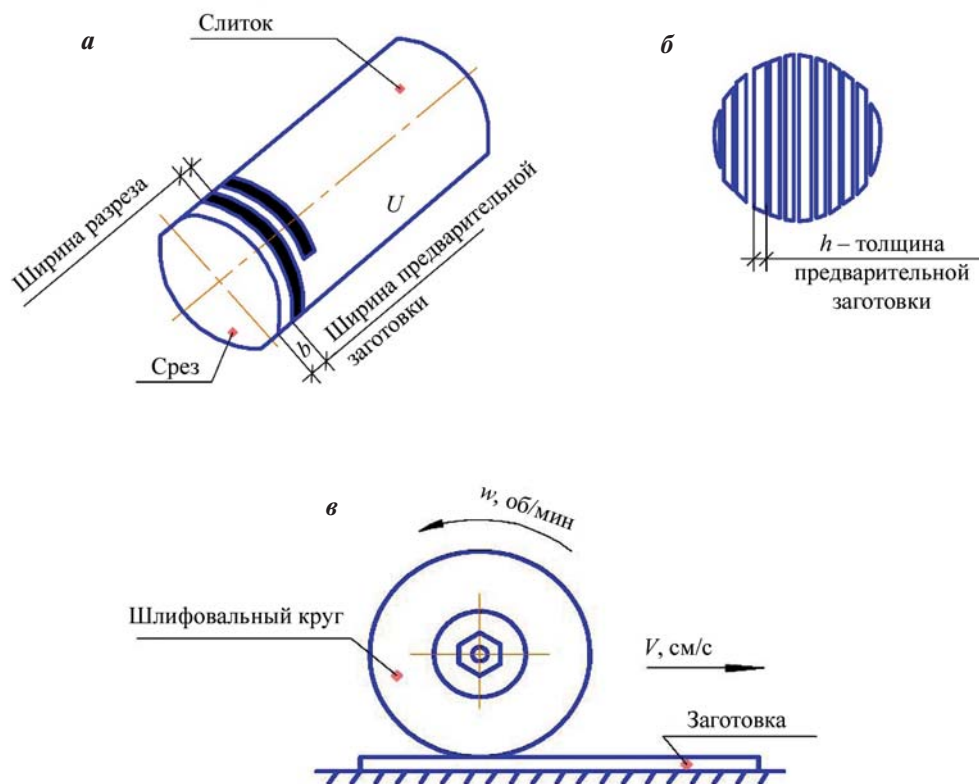 а
Слиток
Ширина разреза
U
Ширина предварительной
заготовки
b
Срез
б
h – толщина
предварительной
заготовки
в
w, об/мин
Шлифовальный круг
V, см/с
Заготовка